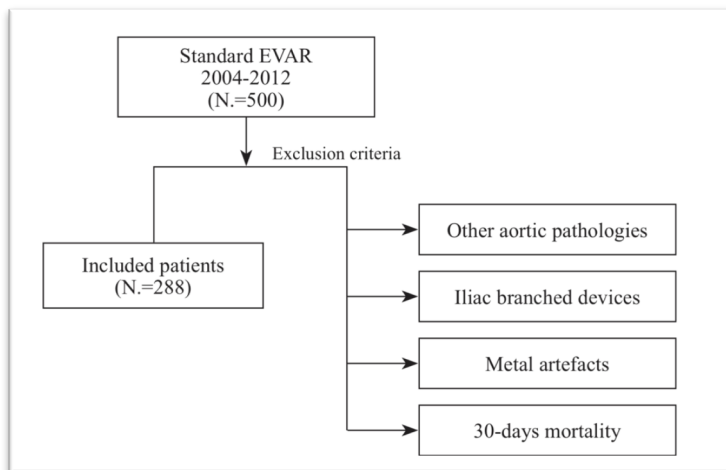 Standard EVAR
2004-2012
(N.=500)
Exclusion criteria
Included patients
(N.=288)
Other aortic pathologies
Iliac branched devices
Metal artefacts
30-days mortality